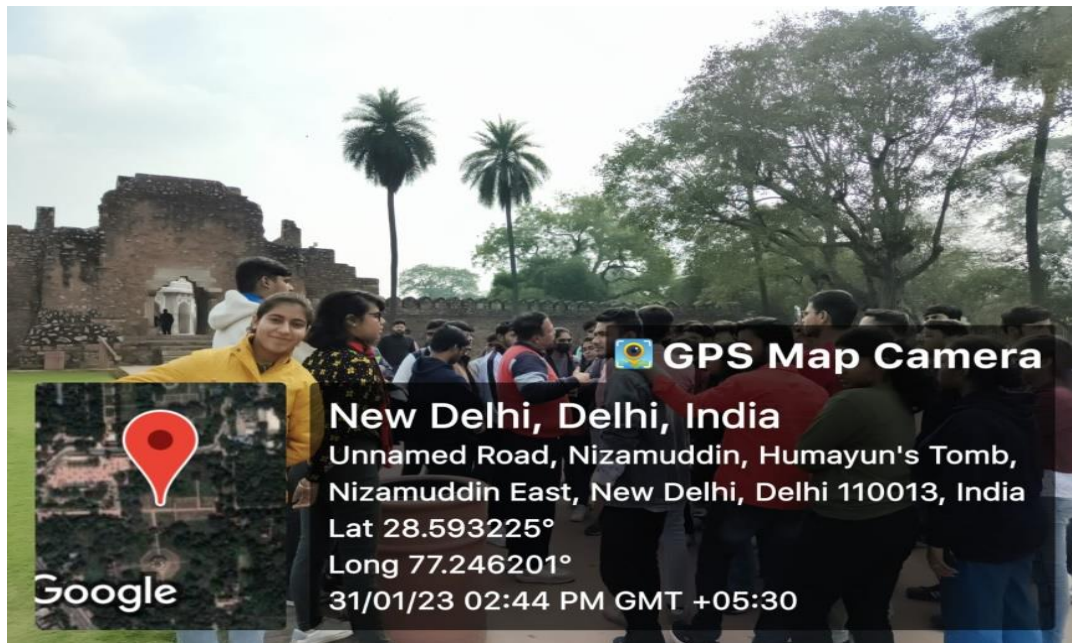 GPS Map Camera
New Delhi, Delhi, India
Unnamed Road, Nizamuddin, Humayun's Tomb,
Nizamuddin East, New Delhi, Delhi 110013, India
Lat 28.593225°
Long 77.246201°
31/01/23 02:44 PM GMT +05:30
Google